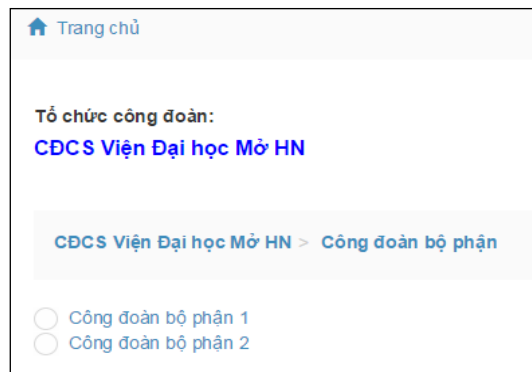 Trang chủ
Tổ chức công đoàn:
CĐCS Viện Đại học Mở HN
CĐCS Viện Đại học Mở HN > Công đoàn bộ phận
Công đoàn bộ phận 1
Công đoàn bộ phận 2